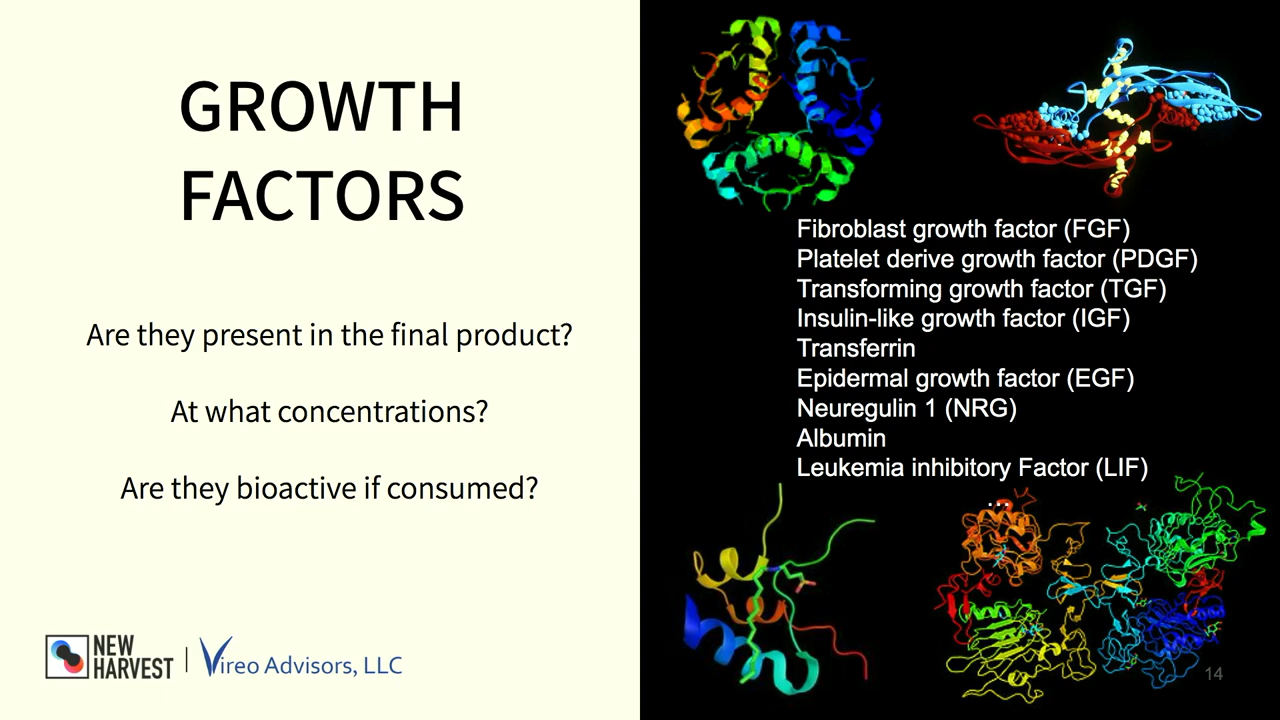 GROWTH
FACTORS
Are they present in the final product?
At what concentrations?
Are they bioactive if consumed?
NEW
HARVEST
Vireo Advisors, LLC
Fibroblast growth factor (FGF)
Platelet derive growth factor (PDGF)
Transforming growth factor (TGF)
Insulin-like growth factor (IGF)
Transferrin
Epidermal growth factor (EGF)
Neuregulin 1 (NRG)
Albumin
Leukemia inhibitory Factor (LIF)
...
14